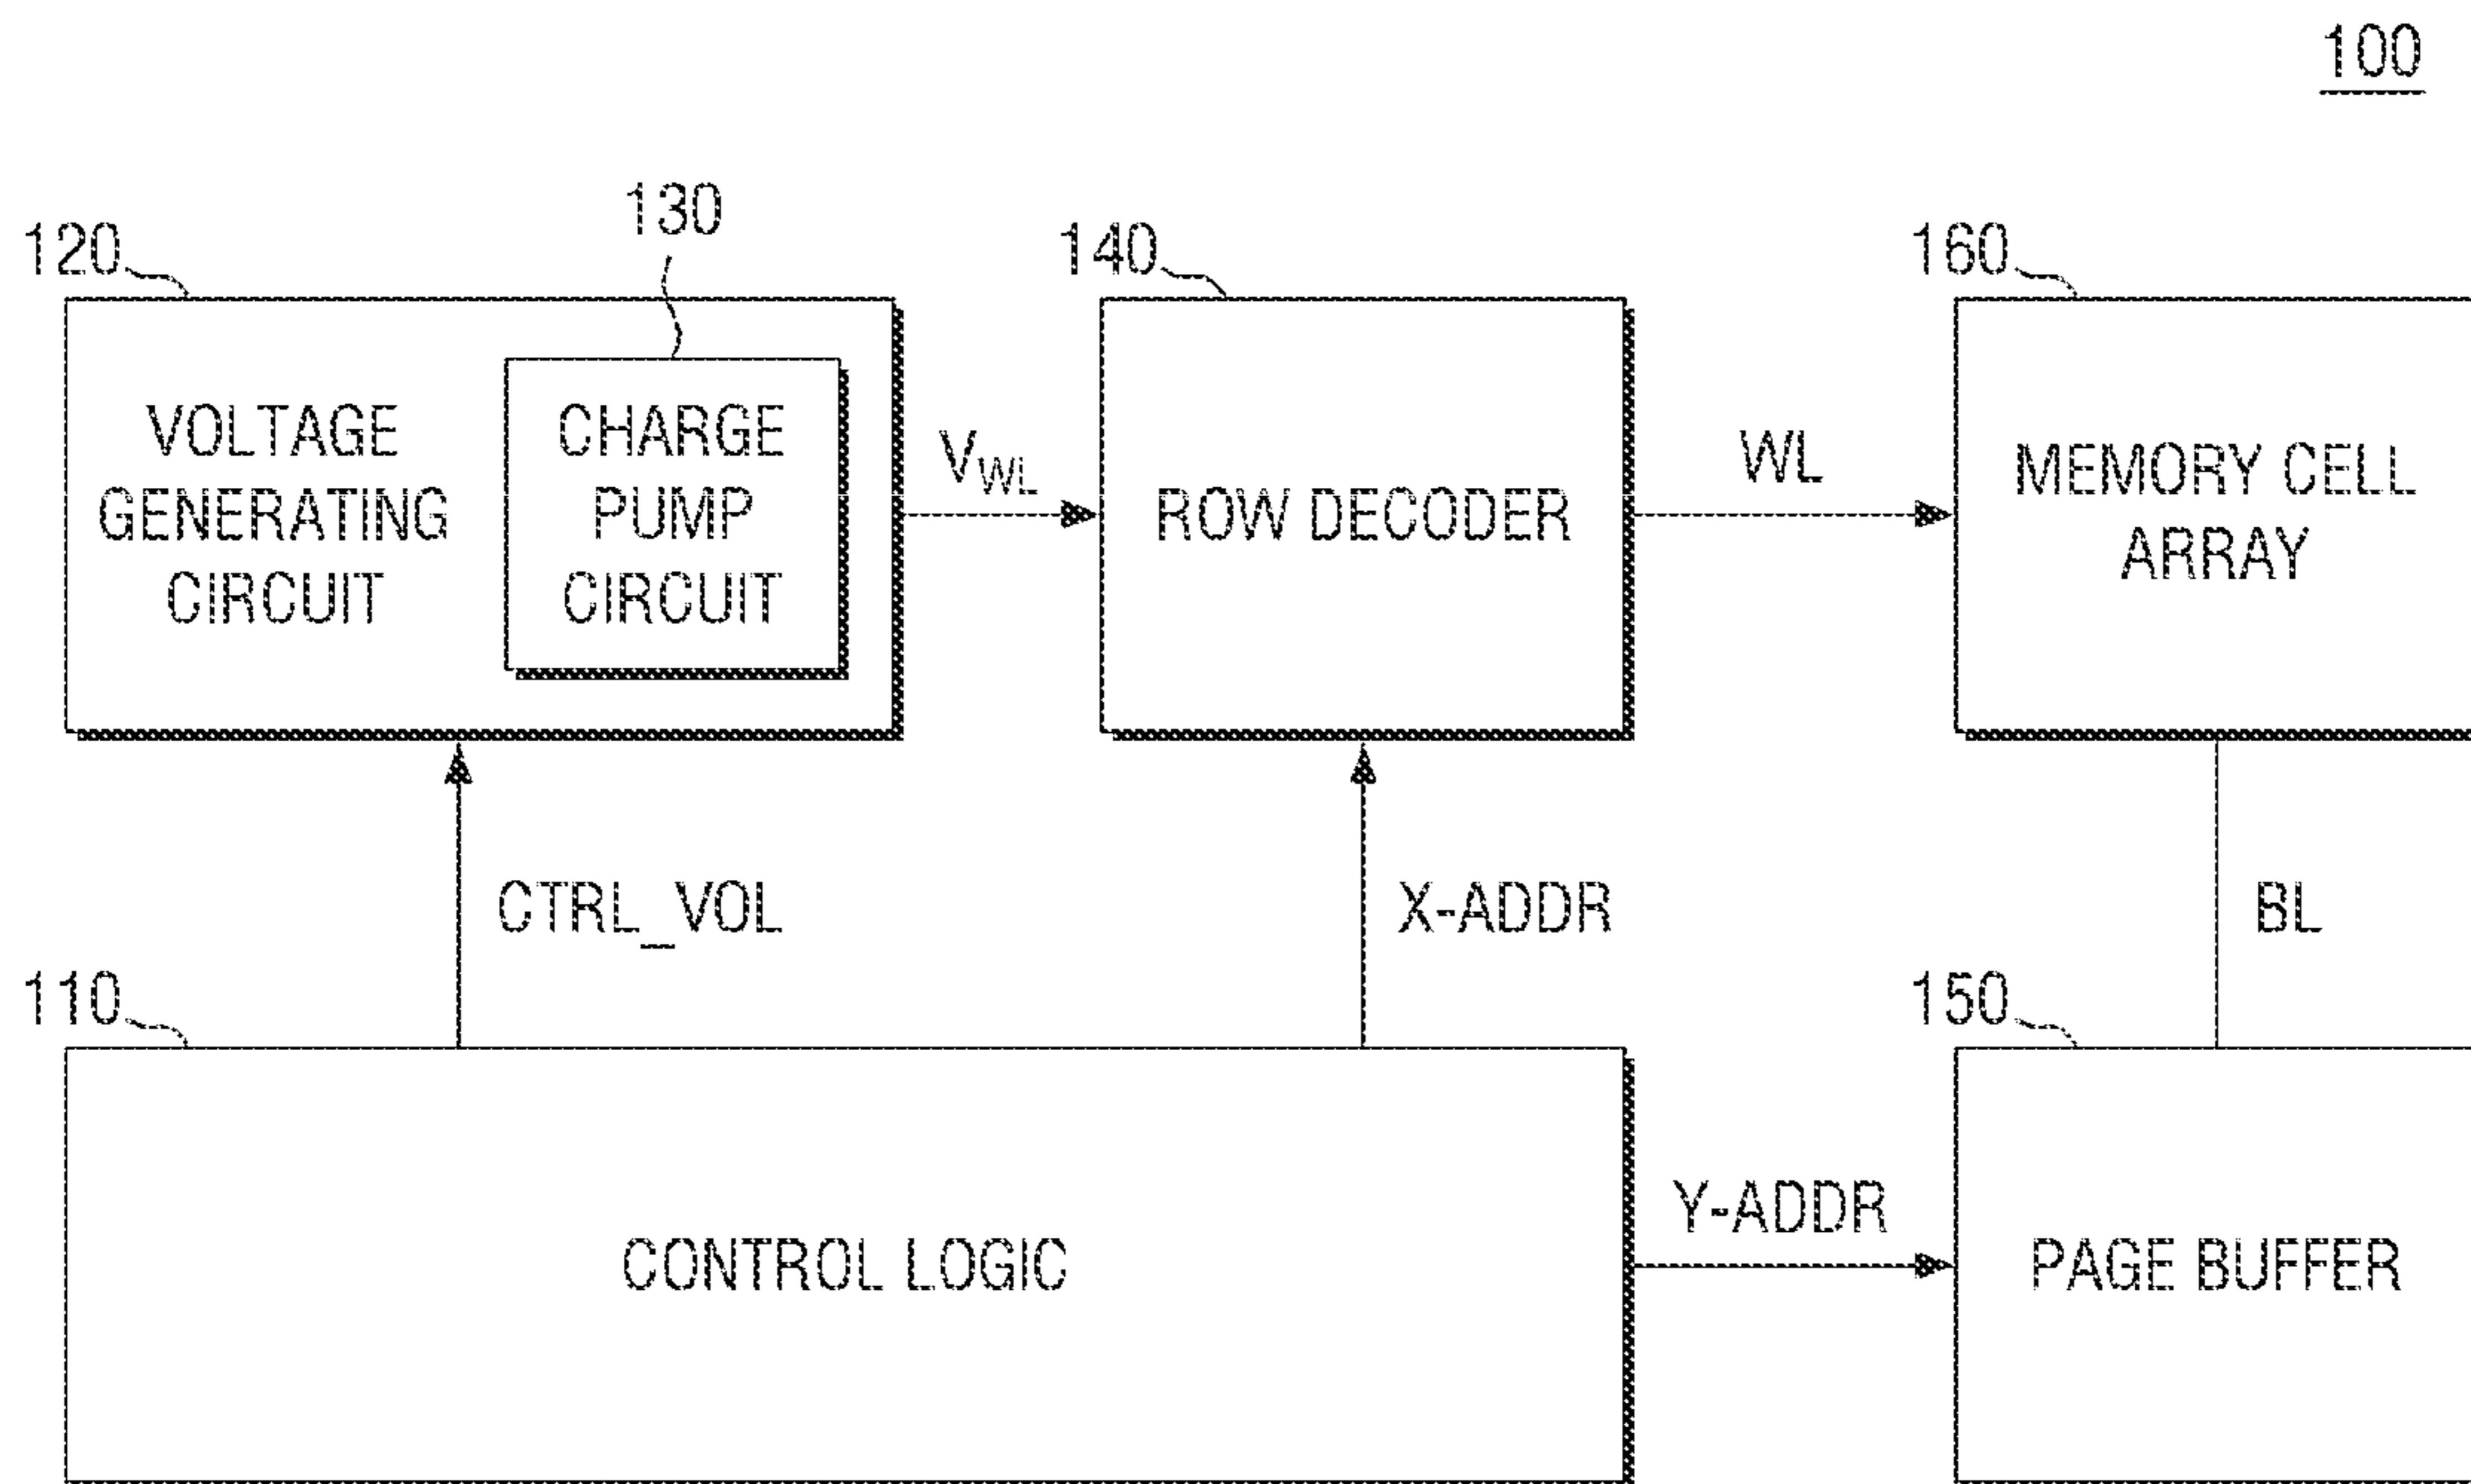 100
130
120
140
160
VOLTAGE
GENERATING
CIRCUIT
CHARGE
PUMP
CIRCUIT
VWL
ROW DECODER
WL
MEMORY CELL
ARRAY
CTRL_VOL
X-ADDR
BL
110
150
CONTROL LOGIC
Y-ADDR
PAGE BUFFER